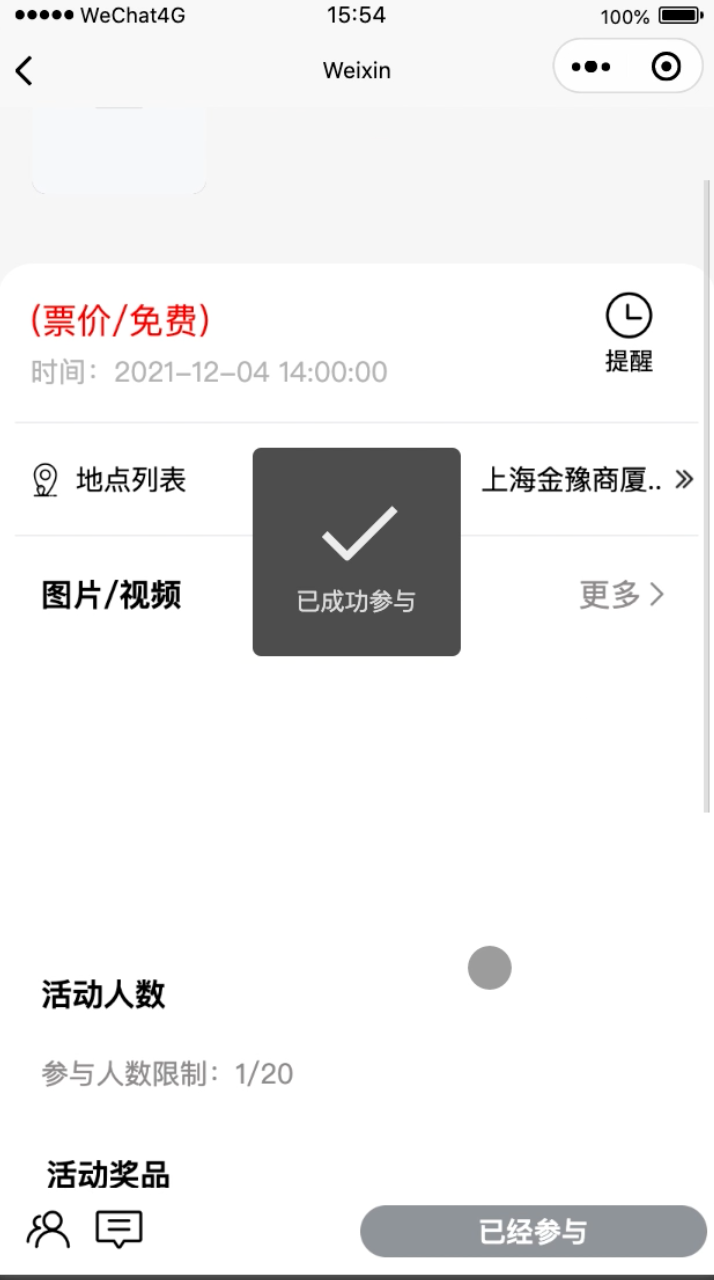 WeChat4G 15:54 100%
Weixin
(票价/免费)
提醒
时间：2021-12-04 14:00:00
地点列表 上海金豫商厦..
已成功参与
图片/视频 更多
活动人数
参与人数限制：1/20
活动奖品
已经参与